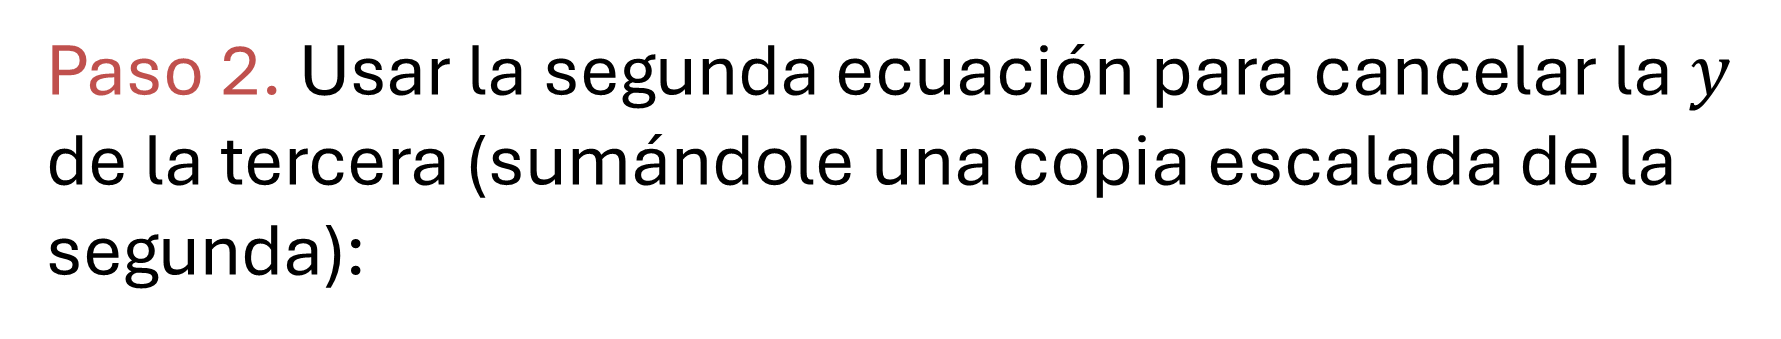 Paso 2. Usar la segunda ecuación para cancelar la y
de la tercera (sumándole una copia escalada de la
segunda):